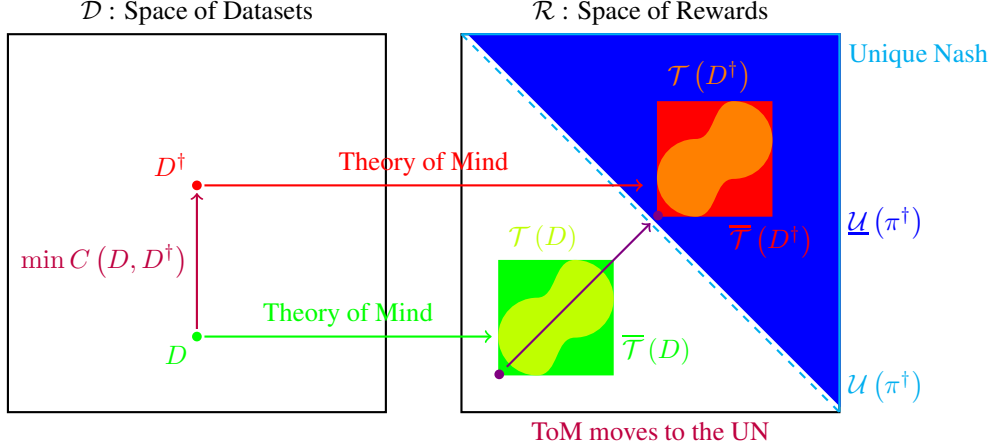 𝒟 : Space of Datasets
ℛ : Space of Rewards
Unique Nash
𝒯 (D†)
D†
Theory of Mind
𝒰̲ (π†)
𝒯̅ (D†)
𝒯 (D)
min C (D, D†)
Theory of Mind
𝒯̅ (D)
D
𝒰 (π†)
ToM moves to the UN